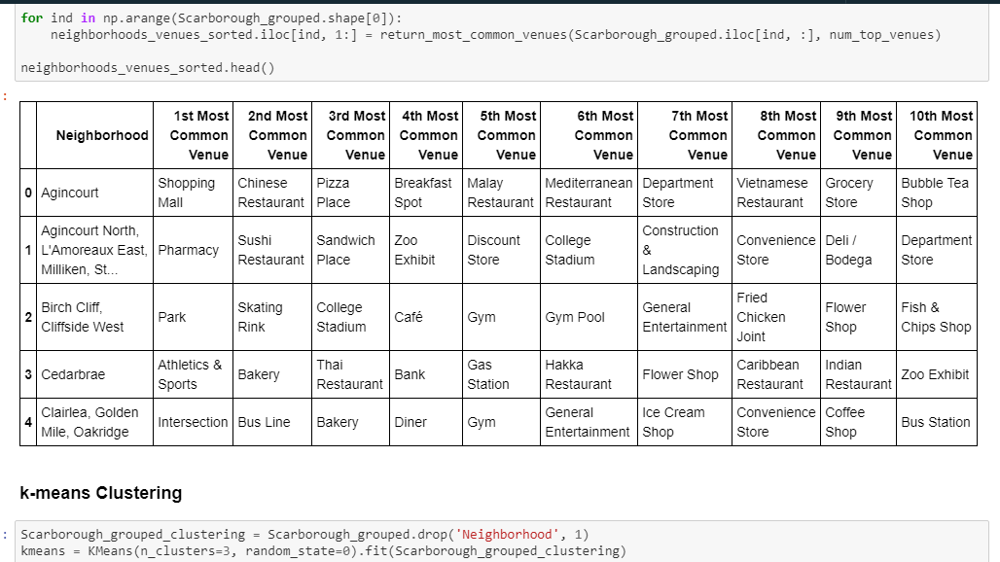 for ind in np.arange(Scarborough_grouped.shape[0]):
    neighborhoods_venues_sorted.iloc[ind, 1:] = return_most_common_venues(Scarborough_grouped.iloc[ind, :], num_top_venues)
neighborhoods_venues_sorted.head()
:
Neighborhood 1st Most Common Venue 2nd Most Common Venue 3rd Most Common Venue 4th Most Common Venue 5th Most Common Venue 6th Most Common Venue 7th Most Common Venue 8th Most Common Venue 9th Most Common Venue 10th Most Common Venue
0 Agincourt Shopping Mall Chinese Restaurant Pizza Place Breakfast Spot Malay Restaurant Mediterranean Restaurant Department Store Vietnamese Restaurant Grocery Store Bubble Tea Shop
1 Agincourt North, L'Amoreaux East, Milliken, St... Pharmacy Sushi Restaurant Sandwich Place Zoo Exhibit Discount Store College Stadium Construction & Landscaping Convenience Store Deli / Bodega Department Store
2 Birch Cliff, Cliffside West Park Skating Rink College Stadium Café Gym Gym Pool General Entertainment Fried Chicken Joint Flower Shop Fish & Chips Shop
3 Cedarbrae Athletics & Sports Bakery Thai Restaurant Bank Gas Station Hakka Restaurant Flower Shop Caribbean Restaurant Indian Restaurant Zoo Exhibit
4 Clairlea, Golden Mile, Oakridge Intersection Bus Line Bakery Diner Gym General Entertainment Ice Cream Shop Convenience Store Coffee Shop Bus Station
k-means Clustering
:
Scarborough_grouped_clustering = Scarborough_grouped.drop('Neighborhood', 1)
kmeans = KMeans(n_clusters=3, random_state=0).fit(Scarborough_grouped_clustering)